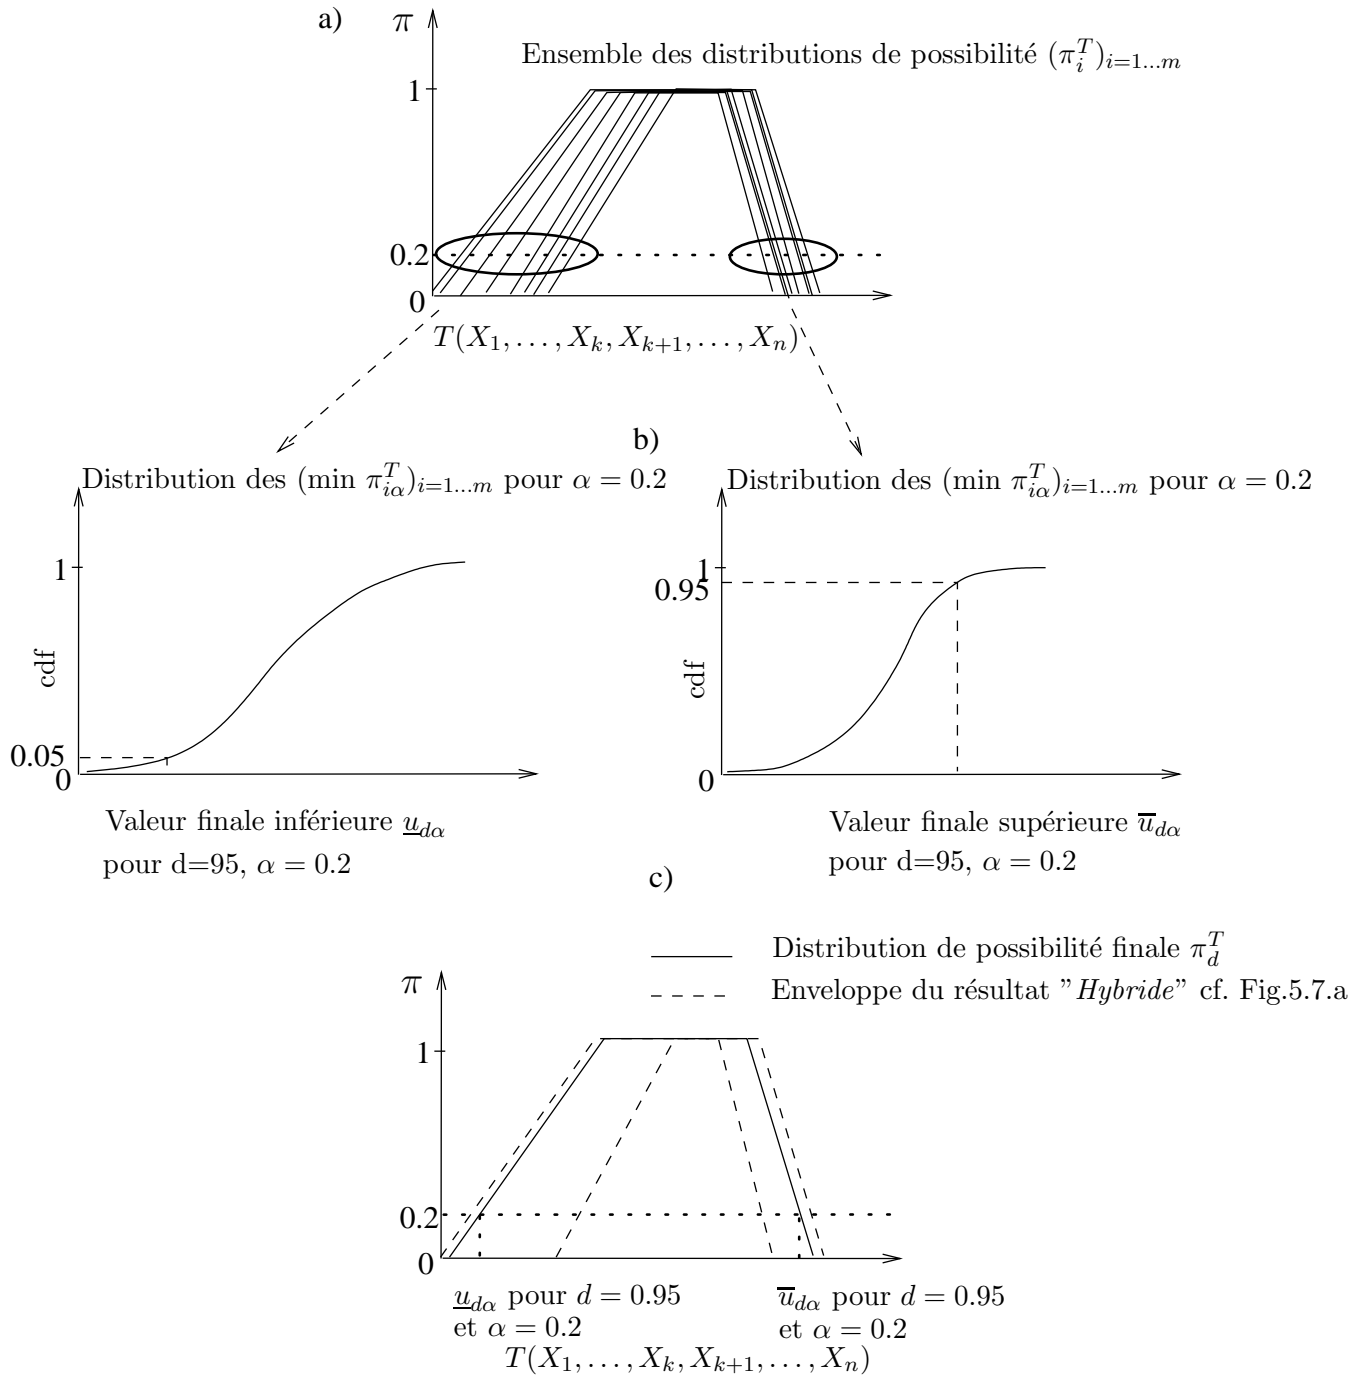 a)
π
Ensemble des distributions de possibilité (π_i^T)_{i=1...m}
1
0.2
0
T(X_1, ..., X_k, X_{k+1}, ..., X_n)
b)
Distribution des (min π_{iα}^T)_{i=1...m} pour α = 0.2
1
cdf
0.05
0
Valeur finale inférieure u_{dα}
pour d=95, α = 0.2
Distribution des (min π_{iα}^T)_{i=1...m} pour α = 0.2
1
0.95
cdf
0
Valeur finale supérieure u̅_{dα}
pour d=95, α = 0.2
c)
Distribution de possibilité finale π_d^T
Enveloppe du résultat ”Hybride” cf. Fig.5.7.a
π
1
0.2
0
u_{dα} pour d = 0.95
et α = 0.2
u̅_{dα} pour d = 0.95
et α = 0.2
T(X_1, ..., X_k, X_{k+1}, ..., X_n)